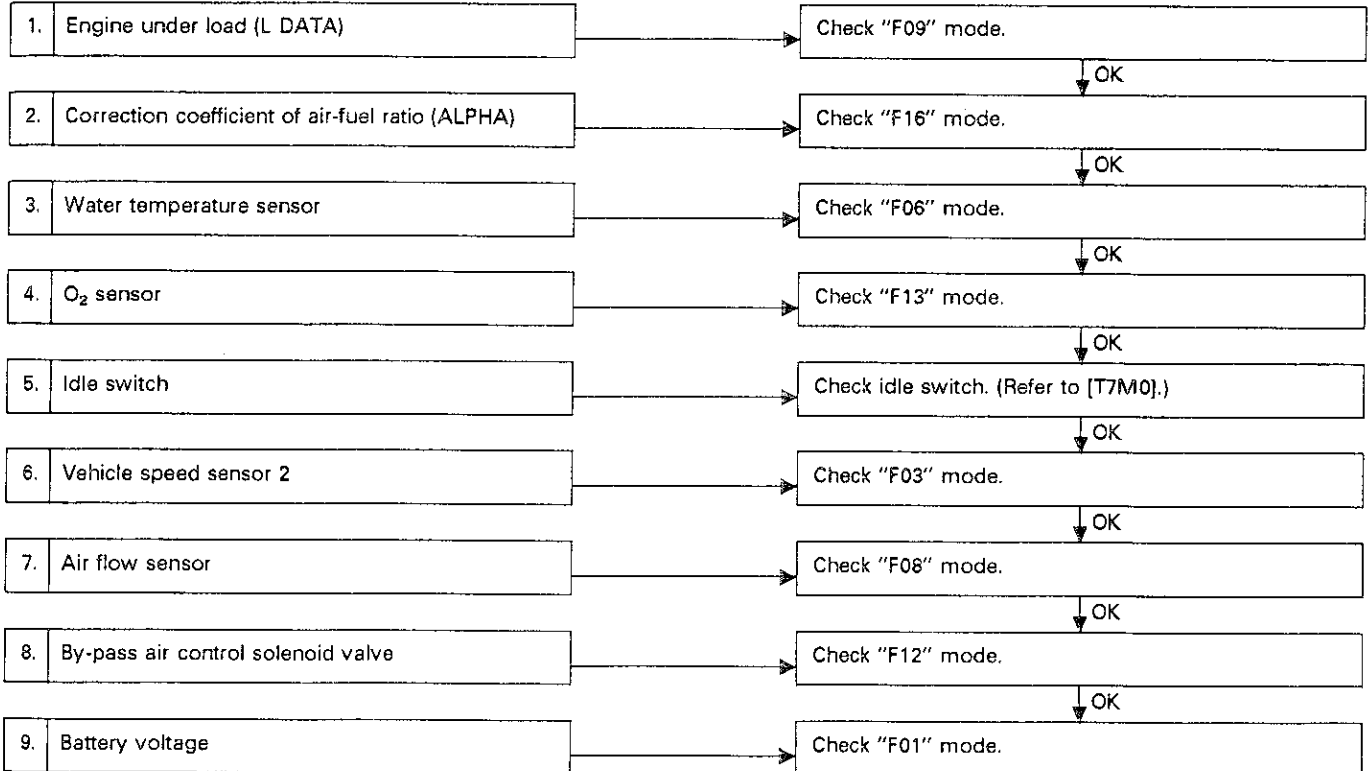 1. Engine under load (L DATA) Check "F09" mode.
OK
2. Correction coefficient of air-fuel ratio (ALPHA) Check "F16" mode.
OK
3. Water temperature sensor Check "F06" mode.
OK
4. O₂ sensor Check "F13" mode.
OK
5. Idle switch Check idle switch. (Refer to [T7M0].)
OK
6. Vehicle speed sensor 2 Check "F03" mode.
OK
7. Air flow sensor Check "F08" mode.
OK
8. By-pass air control solenoid valve Check "F12" mode.
OK
9. Battery voltage Check "F01" mode.